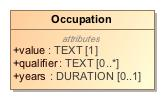 Occupation
attributes
+value : TEXT [1]
+qualifier : TEXT [0..*]
+years : DURATION [0..1]